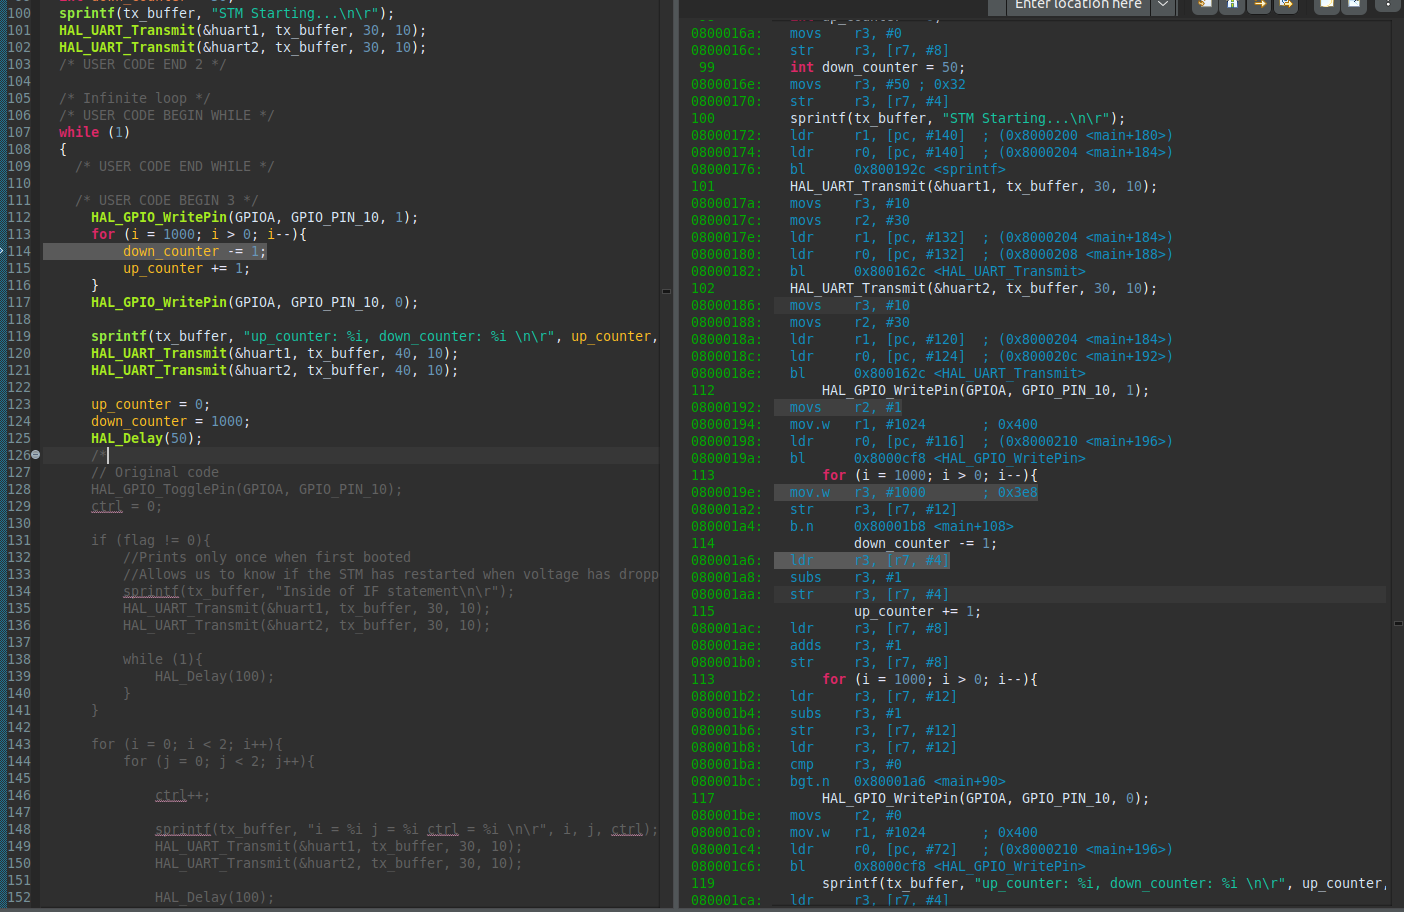 100 sprintf(tx_buffer, "STM Starting...\n\r");
101 HAL_UART_Transmit(&huart1, tx_buffer, 30, 10);
102 HAL_UART_Transmit(&huart2, tx_buffer, 30, 10);
103 /* USER CODE END 2 */
104
105 /* Infinite loop */
106 /* USER CODE BEGIN WHILE */
107 while (1)
108 {
109 /* USER CODE END WHILE */
110
111 /* USER CODE BEGIN 3 */
112 HAL_GPIO_WritePin(GPIOA, GPIO_PIN_10, 1);
113 for (i = 1000; i > 0; i--){
114 down_counter -= 1;
115 up_counter += 1;
116 }
117 HAL_GPIO_WritePin(GPIOA, GPIO_PIN_10, 0);
118
119 sprintf(tx_buffer, "up_counter: %i, down_counter: %i \n\r", up_counter,
120 HAL_UART_Transmit(&huart1, tx_buffer, 40, 10);
121 HAL_UART_Transmit(&huart2, tx_buffer, 40, 10);
122
123 up_counter = 0;
124 down_counter = 1000;
125 HAL_Delay(50);
126 /*
127 // Original code
128 HAL_GPIO_TogglePin(GPIOA, GPIO_PIN_10);
129 ctrl = 0;
130
131 if (flag != 0){
132 //Prints only once when first booted
133 //Allows us to know if the STM has restarted when voltage has dropp
134 sprintf(tx_buffer, "Inside of IF statement\n\r");
135 HAL_UART_Transmit(&huart1, tx_buffer, 30, 10);
136 HAL_UART_Transmit(&huart2, tx_buffer, 30, 10);
137
138 while (1){
139 HAL_Delay(100);
140 }
141 }
142
143 for (i = 0; i < 2; i++){
144 for (j = 0; j < 2; j++){
145
146 ctrl++;
147
148 sprintf(tx_buffer, "i = %i j = %i ctrl = %i \n\r", i, j, ctrl);
149 HAL_UART_Transmit(&huart1, tx_buffer, 30, 10);
150 HAL_UART_Transmit(&huart2, tx_buffer, 30, 10);
151
152 HAL_Delay(100);
Enter location here
0800016a: movs r3, #0
0800016c: str r3, [r7, #8]
99 int down_counter = 50;
0800016e: movs r3, #50 ; 0x32
08000170: str r3, [r7, #4]
100 sprintf(tx_buffer, "STM Starting...\n\r");
08000172: ldr r1, [pc, #140] ; (0x8000200 <main+180>)
08000174: ldr r0, [pc, #140] ; (0x8000204 <main+184>)
08000176: bl 0x800192c <sprintf>
101 HAL_UART_Transmit(&huart1, tx_buffer, 30, 10);
0800017a: movs r3, #10
0800017c: movs r2, #30
0800017e: ldr r1, [pc, #132] ; (0x8000204 <main+184>)
08000180: ldr r0, [pc, #132] ; (0x8000208 <main+188>)
08000182: bl 0x800162c <HAL_UART_Transmit>
102 HAL_UART_Transmit(&huart2, tx_buffer, 30, 10);
08000186: movs r3, #10
08000188: movs r2, #30
0800018a: ldr r1, [pc, #120] ; (0x8000204 <main+184>)
0800018c: ldr r0, [pc, #124] ; (0x800020c <main+192>)
0800018e: bl 0x800162c <HAL_UART_Transmit>
112 HAL_GPIO_WritePin(GPIOA, GPIO_PIN_10, 1);
08000192: movs r2, #1
08000194: mov.w r1, #1024 ; 0x400
08000198: ldr r0, [pc, #116] ; (0x8000210 <main+196>)
0800019a: bl 0x8000cf8 <HAL_GPIO_WritePin>
113 for (i = 1000; i > 0; i--){
0800019e: mov.w r3, #1000 ; 0x3e8
080001a2: str r3, [r7, #12]
080001a4: b.n 0x80001b8 <main+108>
114 down_counter -= 1;
080001a6: ldr r3, [r7, #4]
080001a8: subs r3, #1
080001aa: str r3, [r7, #4]
115 up_counter += 1;
080001ac: ldr r3, [r7, #8]
080001ae: adds r3, #1
080001b0: str r3, [r7, #8]
113 for (i = 1000; i > 0; i--){
080001b2: ldr r3, [r7, #12]
080001b4: subs r3, #1
080001b6: str r3, [r7, #12]
080001b8: ldr r3, [r7, #12]
080001ba: cmp r3, #0
080001bc: bgt.n 0x80001a6 <main+90>
117 HAL_GPIO_WritePin(GPIOA, GPIO_PIN_10, 0);
080001be: movs r2, #0
080001c0: mov.w r1, #1024 ; 0x400
080001c4: ldr r0, [pc, #72] ; (0x8000210 <main+196>)
080001c6: bl 0x8000cf8 <HAL_GPIO_WritePin>
119 sprintf(tx_buffer, "up_counter: %i, down_counter: %i \n\r", up_counter,
080001ca: ldr r3, [r7, #4]